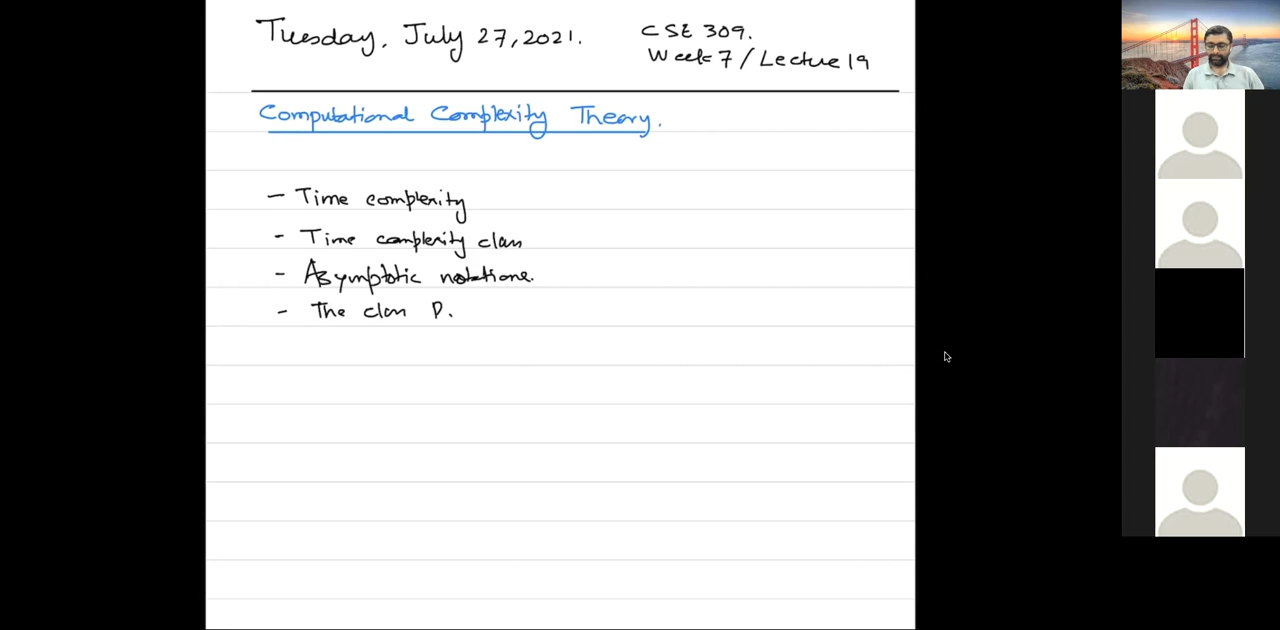 Tuesday, July 27, 2021.
CSE 309.
Week 7 / Lecture 19
Computational Complexity Theory.
- Time complexity
- Time complexity class
- Asymptotic notations.
- The class P.